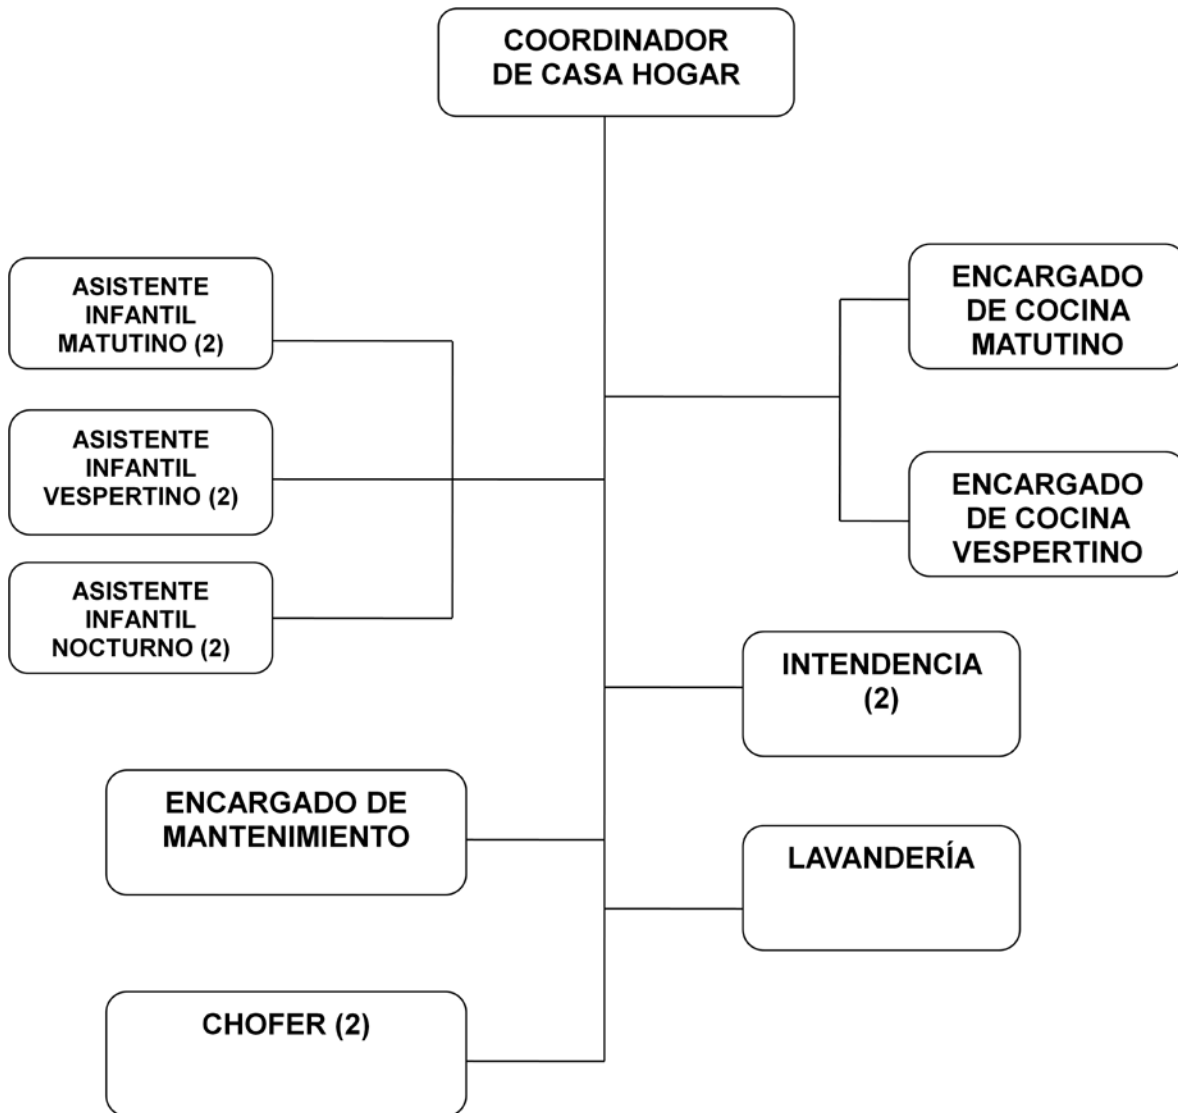 COORDINADOR
DE CASA HOGAR
ASISTENTE
INFANTIL
MATUTINO (2)
ENCARGADO
DE COCINA
MATUTINO
ASISTENTE
INFANTIL
VESPERTINO (2)
ENCARGADO
DE COCINA
VESPERTINO
ASISTENTE
INFANTIL
NOCTURNO (2)
INTENDENCIA
(2)
ENCARGADO DE
MANTENIMIENTO
LAVANDERÍA
CHOFER (2)